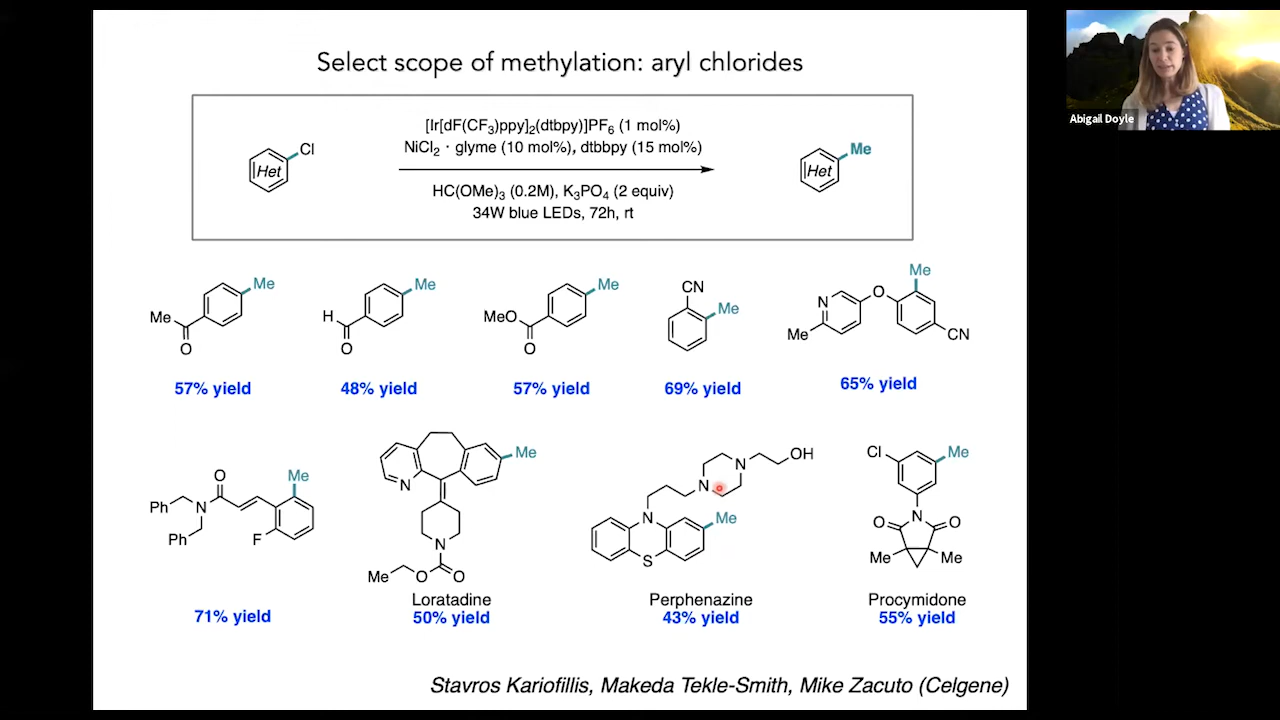 Select scope of methylation: aryl chlorides
Abigail Doyle
[Ir[dF(CF3)ppy]2(dtbpy)]PF6 (1 mol%)
NiCl2 · glyme (10 mol%), dtbbpy (15 mol%)
Het Cl
Het Me
HC(OMe)3 (0.2M), K3PO4 (2 equiv)
34W blue LEDs, 72h, rt
Me Me O
H O Me
MeO O Me
CN Me
Me N O Me CN
57% yield
48% yield
57% yield
69% yield
65% yield
Ph N O Ph F Me
N Me N O O Me
N S Me N N OH
Cl Me N O O Me Me
Loratadine
Perphenazine
Procymidone
71% yield
50% yield
43% yield
55% yield
Stavros Kariofillis, Makeda Tekle-Smith, Mike Zacuto (Celgene)